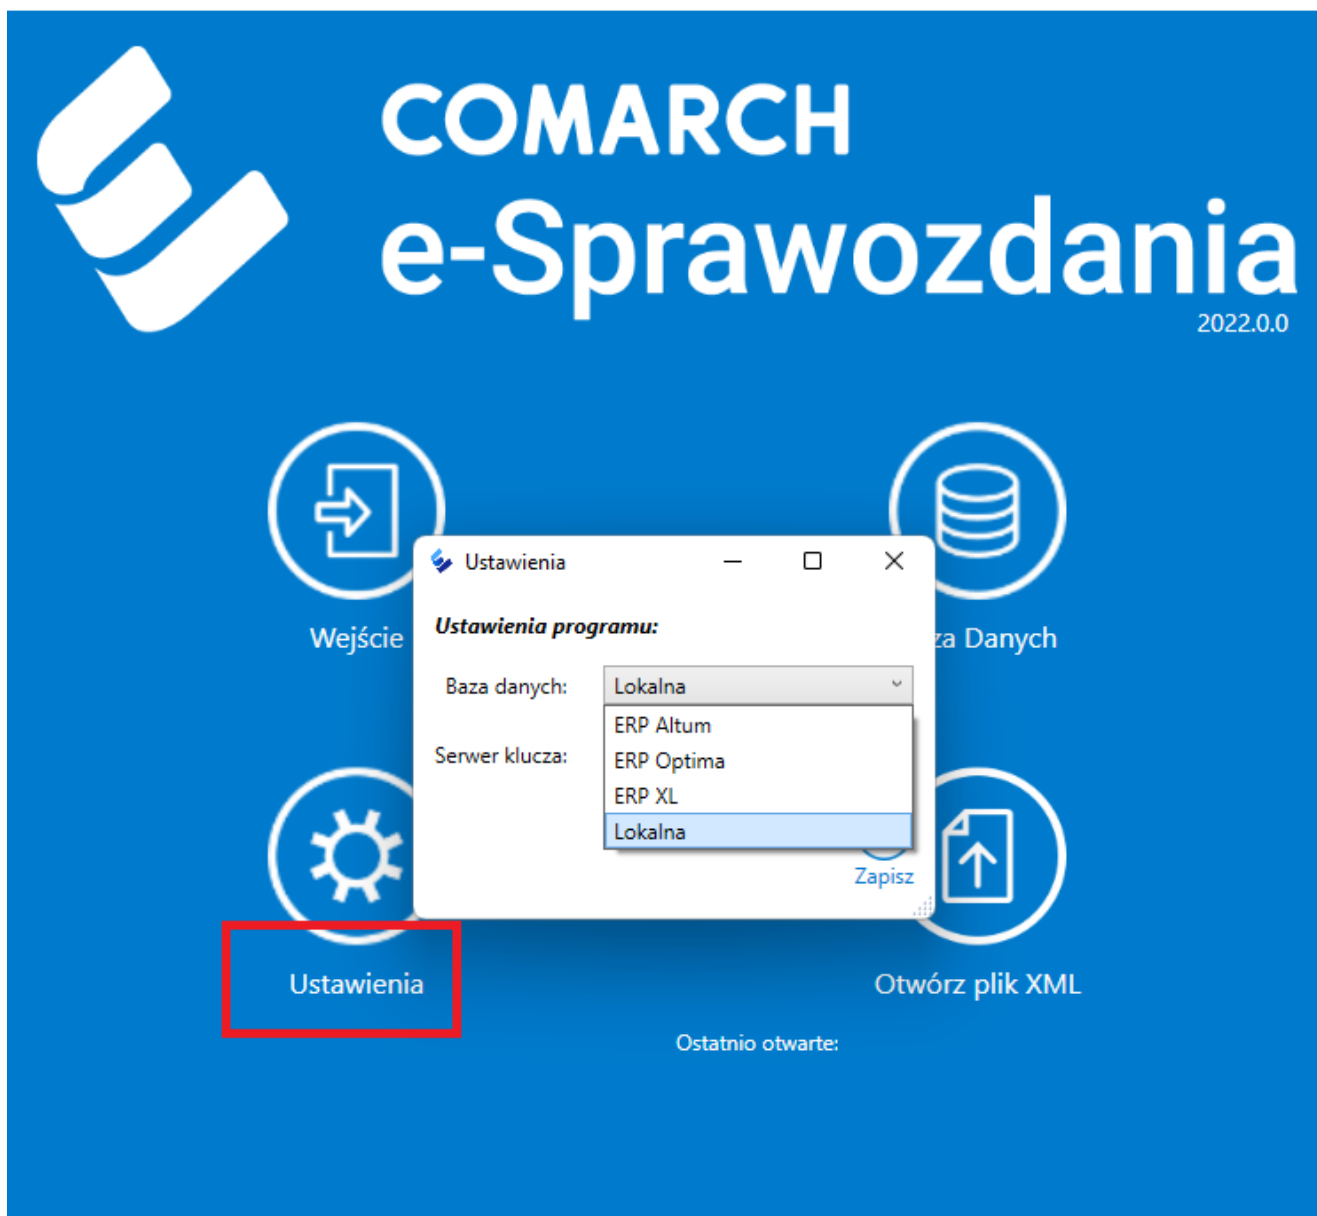 COMARCH
e-Sprawozdania
2022.0.0
Wejście
Ustawienia
Ustawienia programu:
Baza danych:
Lokalna
ERP Altum
ERP Optima
ERP XL
Lokalna
Serwer klucza:
Zapisz
Danych
Ustawienia
Otwórz plik XML
Ostatnio otwarte: